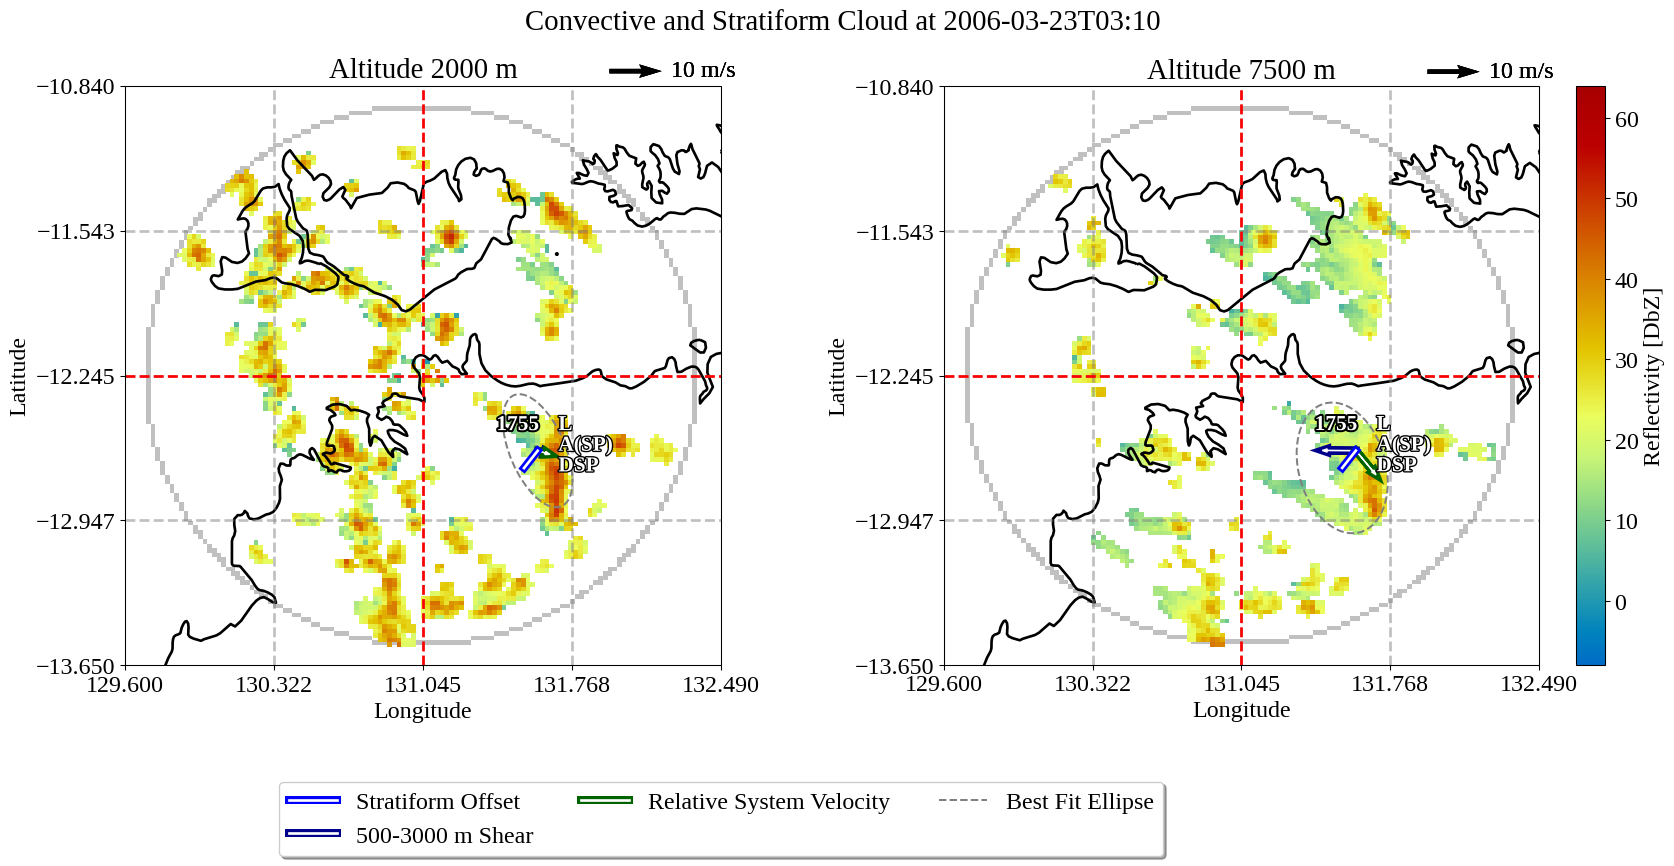 Convective and Stratiform Cloud at 2006-03-23T03:10
Altitude 2000 m
10 m/s
Altitude 7500 m
10 m/s
−10.840
−11.543
−12.245
−12.947
−13.650
129.600
130.322
131.045
131.768
132.490
Longitude
Latitude
1755
L
A(SP)
DSP
−10.840
−11.543
−12.245
−12.947
−13.650
129.600
130.322
131.045
131.768
132.490
Longitude
Latitude
1755
L
A(SP)
DSP
60
50
40
30
20
10
0
Reflectivity [DbZ]
Stratiform Offset
500-3000 m Shear
Relative System Velocity
Best Fit Ellipse